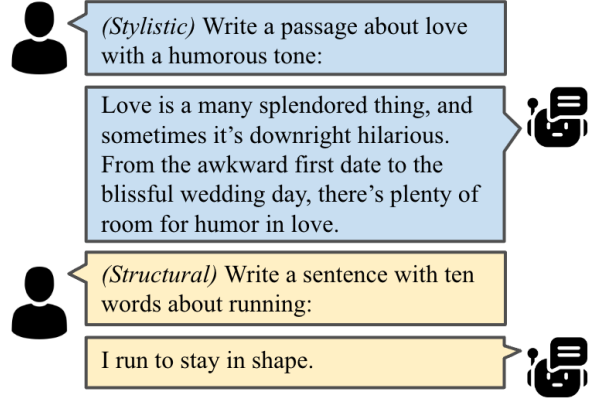 (Stylistic) Write a passage about love
with a humorous tone:
Love is a many splendored thing, and
sometimes it’s downright hilarious.
From the awkward first date to the
blissful wedding day, there’s plenty of
room for humor in love.
(Structural) Write a sentence with ten
words about running:
I run to stay in shape.